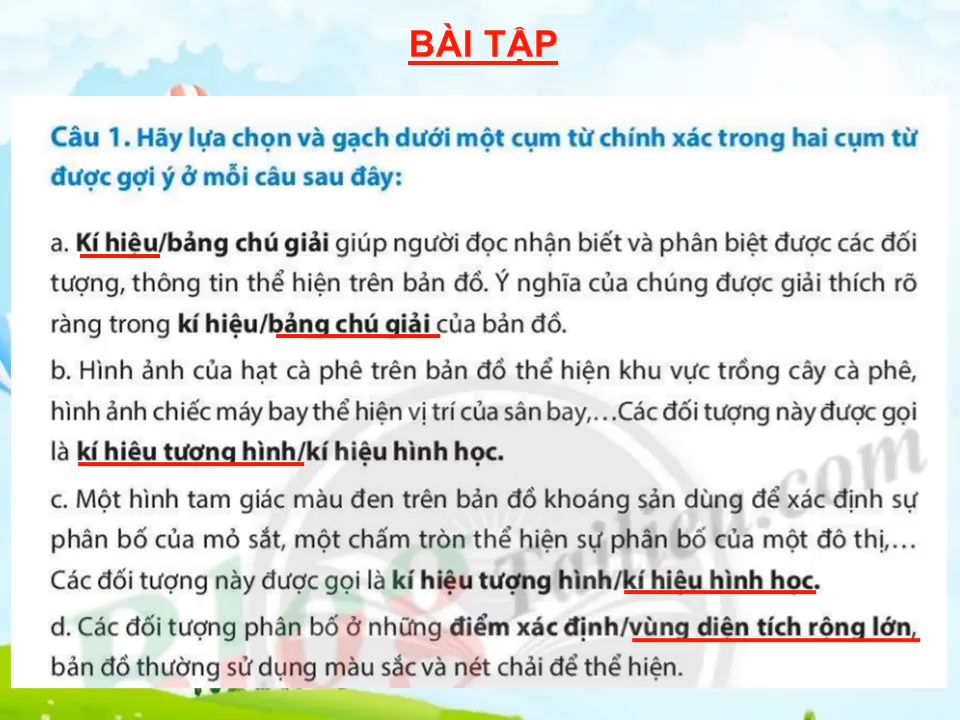 BÀI TẬP
Câu 1. Hãy lựa chọn và gạch dưới một cụm từ chính xác trong hai cụm từ
được gợi ý ở mỗi câu sau đây:
a. Kí hiệu/bảng chú giải giúp người đọc nhận biết và phân biệt được các đối
tượng, thông tin thể hiện trên bản đồ. Ý nghĩa của chúng được giải thích rõ
ràng trong kí hiệu/bảng chú giải của bản đồ.
b. Hình ảnh của hạt cà phê trên bản đồ thể hiện khu vực trồng cây cà phê,
hình ảnh chiếc máy bay thể hiện vị trí của sân bay,…Các đối tượng này được gọi
là kí hiệu tượng hình/kí hiệu hình học.
c. Một hình tam giác màu đen trên bản đồ khoáng sản dùng để xác định sự
phân bố của mỏ sắt, một chấm tròn thể hiện sự phân bố của một đô thị,…
Các đối tượng này được gọi là kí hiệu tượng hình/kí hiệu hình học.
d. Các đối tượng phân bố ở những điểm xác định/vùng diện tích rộng lớn,
bản đồ thường sử dụng màu sắc và nét chải để thể hiện.
Tailieu.com